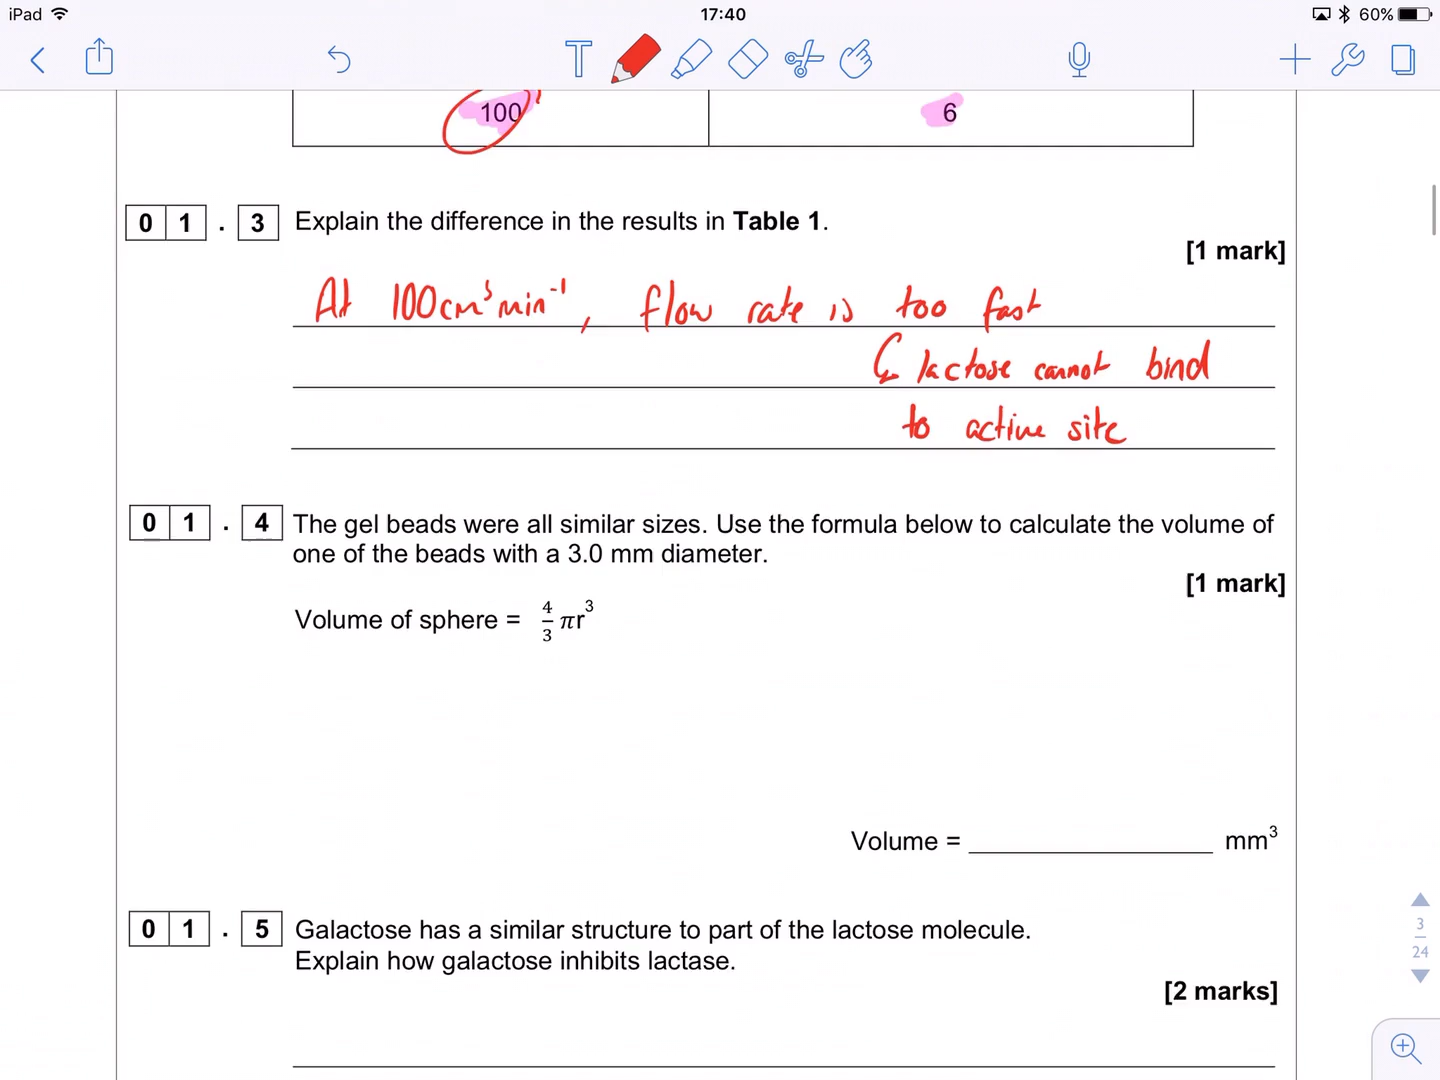 iPad 17:40 60%
T
100 6
0 1 . 3 Explain the difference in the results in Table 1.
[1 mark]
At 100cm³min⁻¹, flow rate is too fast
↳ lactose cannot bind
to active site
0 1 . 4 The gel beads were all similar sizes. Use the formula below to calculate the volume of
one of the beads with a 3.0 mm diameter.
[1 mark]
Volume of sphere = 4/3 πr³
Volume = ________ mm³
0 1 . 5 Galactose has a similar structure to part of the lactose molecule.
Explain how galactose inhibits lactase.
[2 marks]
3
24